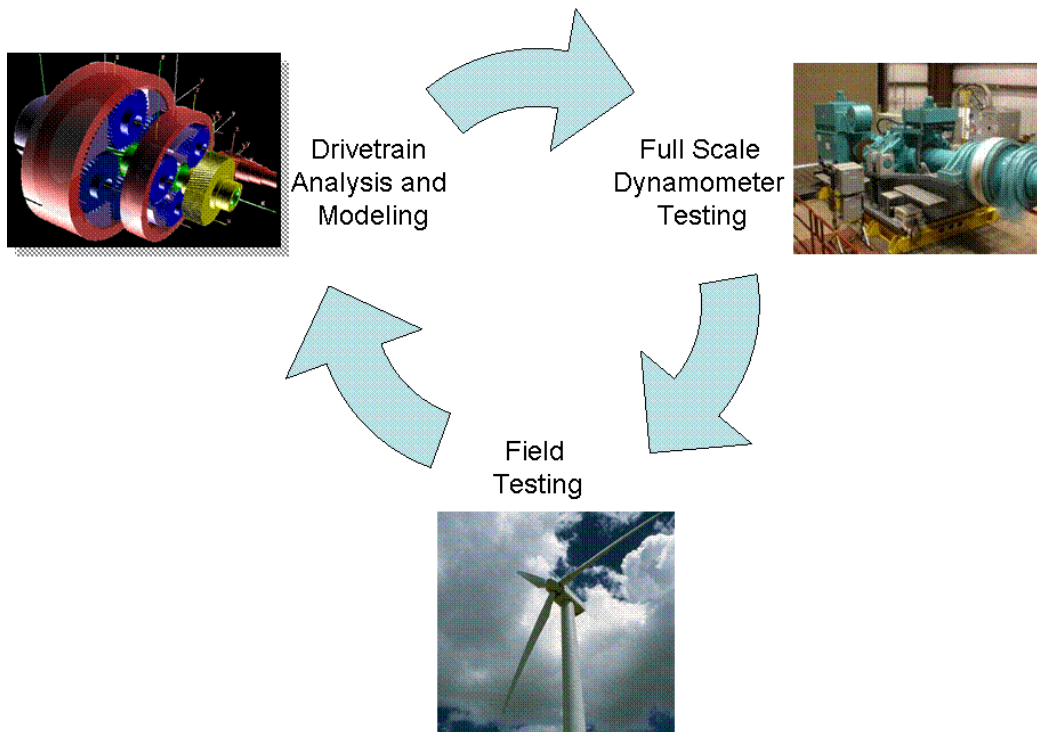 Drivetrain
Analysis and
Modeling
Full Scale
Dynamometer
Testing
Field
Testing